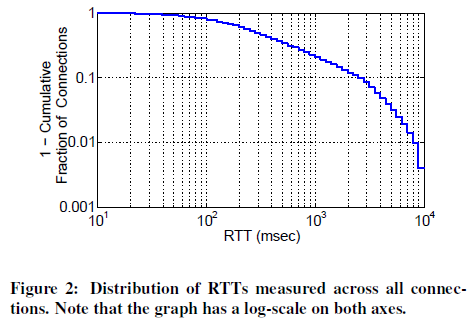 1
0.1
0.01
0.001
1 − Cumulative
Fraction of Connections
10^1
10^2
10^3
10^4
RTT (msec)
Figure 2: Distribution of RTTs measured across all connec-
tions. Note that the graph has a log-scale on both axes.